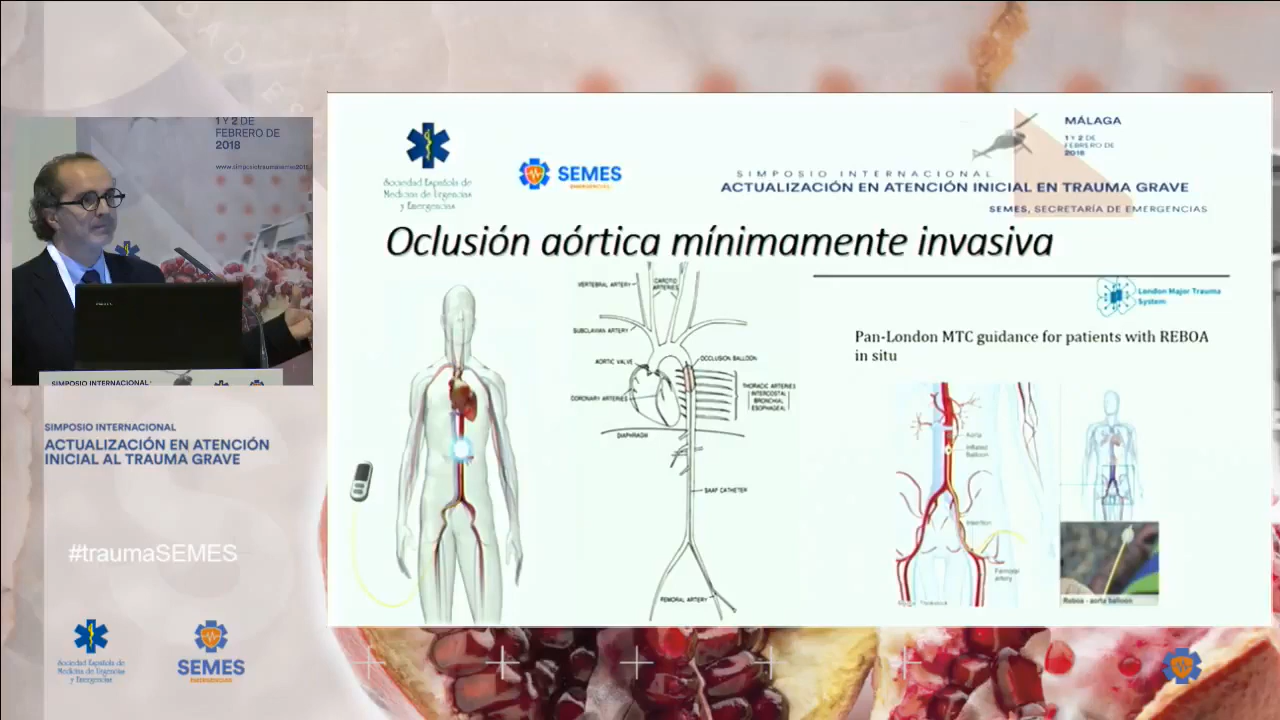 1 Y 2 DE
FEBRERO DE
2018
SIMPOSIO INTERNACIONAL
SIMPOSIO INTERNACIONAL
ACTUALIZACIÓN EN ATENCIÓN
INICIAL AL TRAUMA GRAVE
#traumaSEMES
Sociedad Española de
Medicina de Urgencias
y Emergencias
SEMES
EMERGENCIAS
Sociedad Española de
Medicina de Urgencias
y Emergencias
SEMES
EMERGENCIAS
MÁLAGA
1 Y 2 DE
FEBRERO DE
2018
SIMPOSIO INTERNACIONAL
ACTUALIZACIÓN EN ATENCIÓN INICIAL EN TRAUMA GRAVE
SEMES, SECRETARÍA DE EMERGENCIAS
Oclusión aórtica mínimamente invasiva
VERTEBRAL ARTERY
CAROTID
ARTERIES
SUBCLAVIAN ARTERY
AORTIC VALVE
OCCLUSION BALLOON
CORONARY ARTERIES
THORACIC ARTERIES
INTERCOSTAL
BRONCHIAL
ESOPHAGEAL
DIAPHRAGM
SAAP CATHETER
FEMORAL ARTERY
London Major Trauma
System
Pan-London MTC guidance for patients with REBOA
in situ
Aorta
Inflated
Balloon
Insertion
Femoral
artery
Reboa - aorta balloon